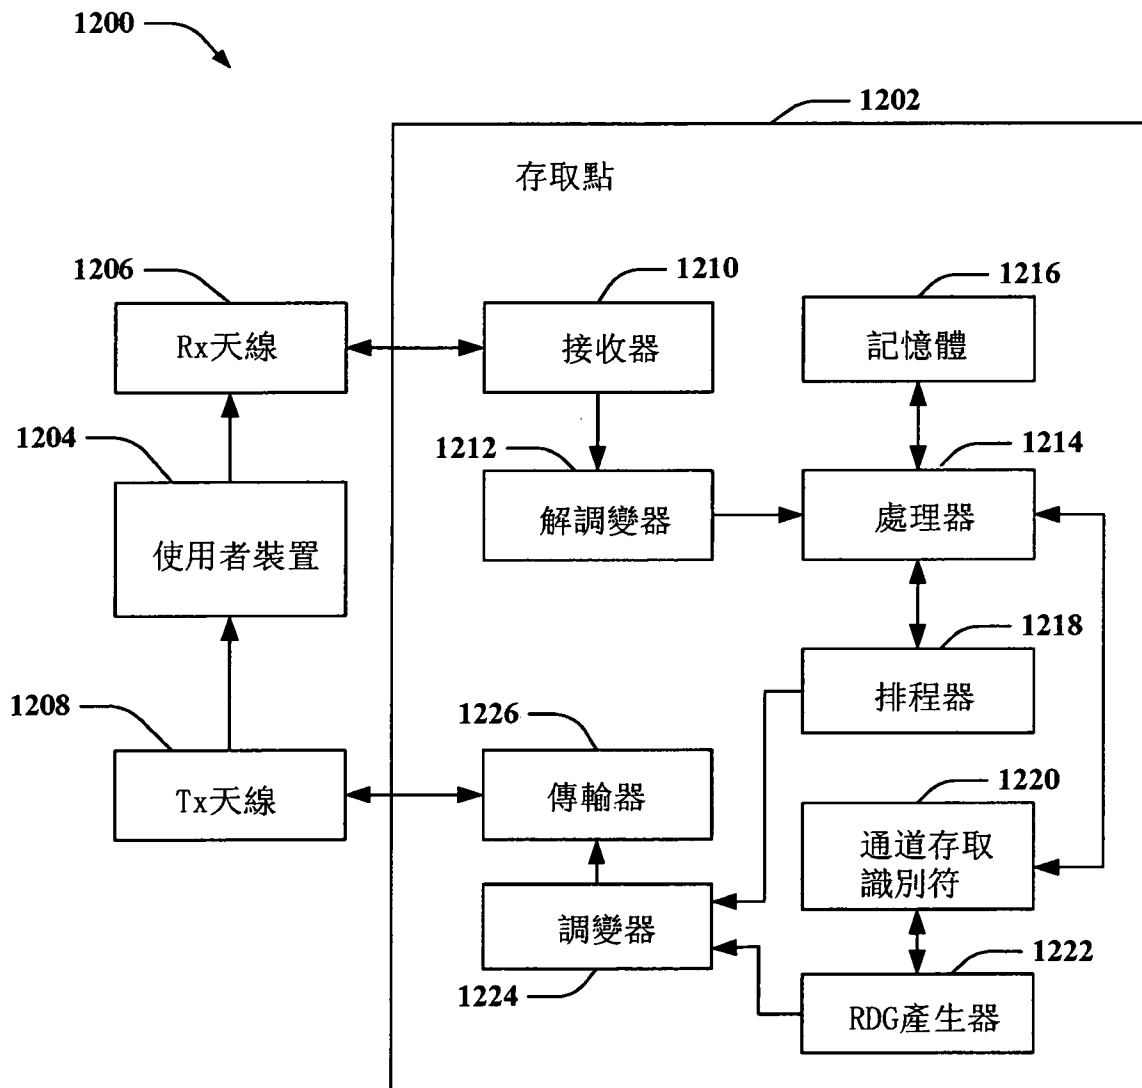 1200
1202
存取點
1206
1210
1216
Rx天線
接收器
記憶體
1204
1212
1214
使用者裝置
解調變器
處理器
1218
1208
1226
排程器
Tx天線
傳輸器
1220
通道存取
識別符
調變器
1224
1222
RDG產生器